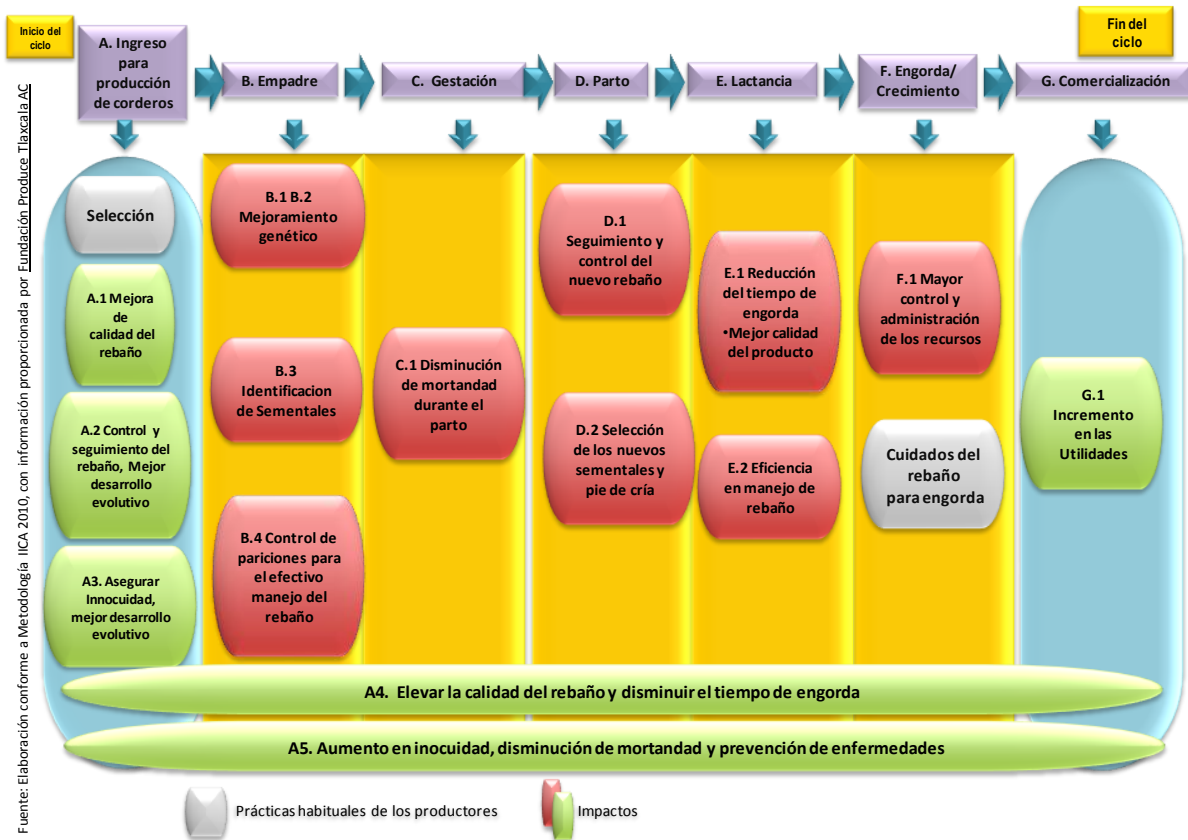 Inicio del
ciclo
A. Ingreso
para
producción
de corderos
B. Empadre
C. Gestación
D. Parto
E. Lactancia
F. Engorda/
Crecimiento
Fin del
ciclo
G. Comercialización
Selección
A.1 Mejora
de
calidad del
rebaño
A.2 Control y
seguimiento del
rebaño, Mejor
desarrollo
evolutivo
A3. Asegurar
Innocuidad,
mejor desarrollo
evolutivo
B.1 B.2
Mejoramiento
genético
B.3
Identificacion
de Sementales
B.4 Control de
pariciones para
el efectivo
manejo del
rebaño
C.1 Disminución
de mortandad
durante el
parto
D.1
Seguimiento y
control del
nuevo rebaño
D.2 Selección
de los nuevos
sementales y
pie de cría
E.1 Reducción
del tiempo de
engorda
•Mejor calidad
del producto
E.2 Eficiencia
en manejo de
rebaño
F.1 Mayor
control y
administración
de los recursos
Cuidados del
rebaño
para engorda
G.1
Incremento
en las
Utilidades
A4. Elevar la calidad del rebaño y disminuir el tiempo de engorda
A5. Aumento en inocuidad, disminución de mortandad y prevención de enfermedades
Prácticas habituales de los productores
Impactos
Fuente: Elaboración conforme a Metodología IICA 2010, con información proporcionada por Fundación Produce Tlaxcala AC